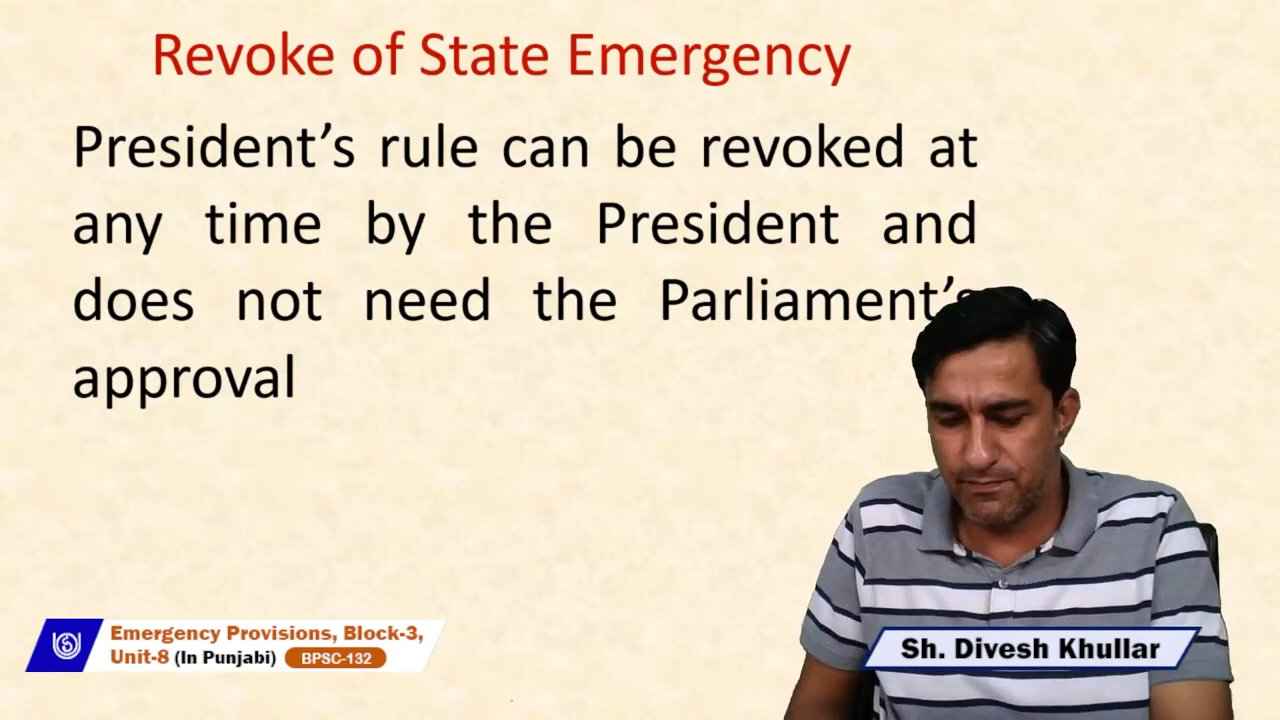 Revoke of State Emergency
President’s rule can be revoked at
any time by the President and
does not need the Parliament’s
approval
Emergency Provisions, Block-3,
Unit-8 (In Punjabi) BPSC-132
Sh. Divesh Khullar